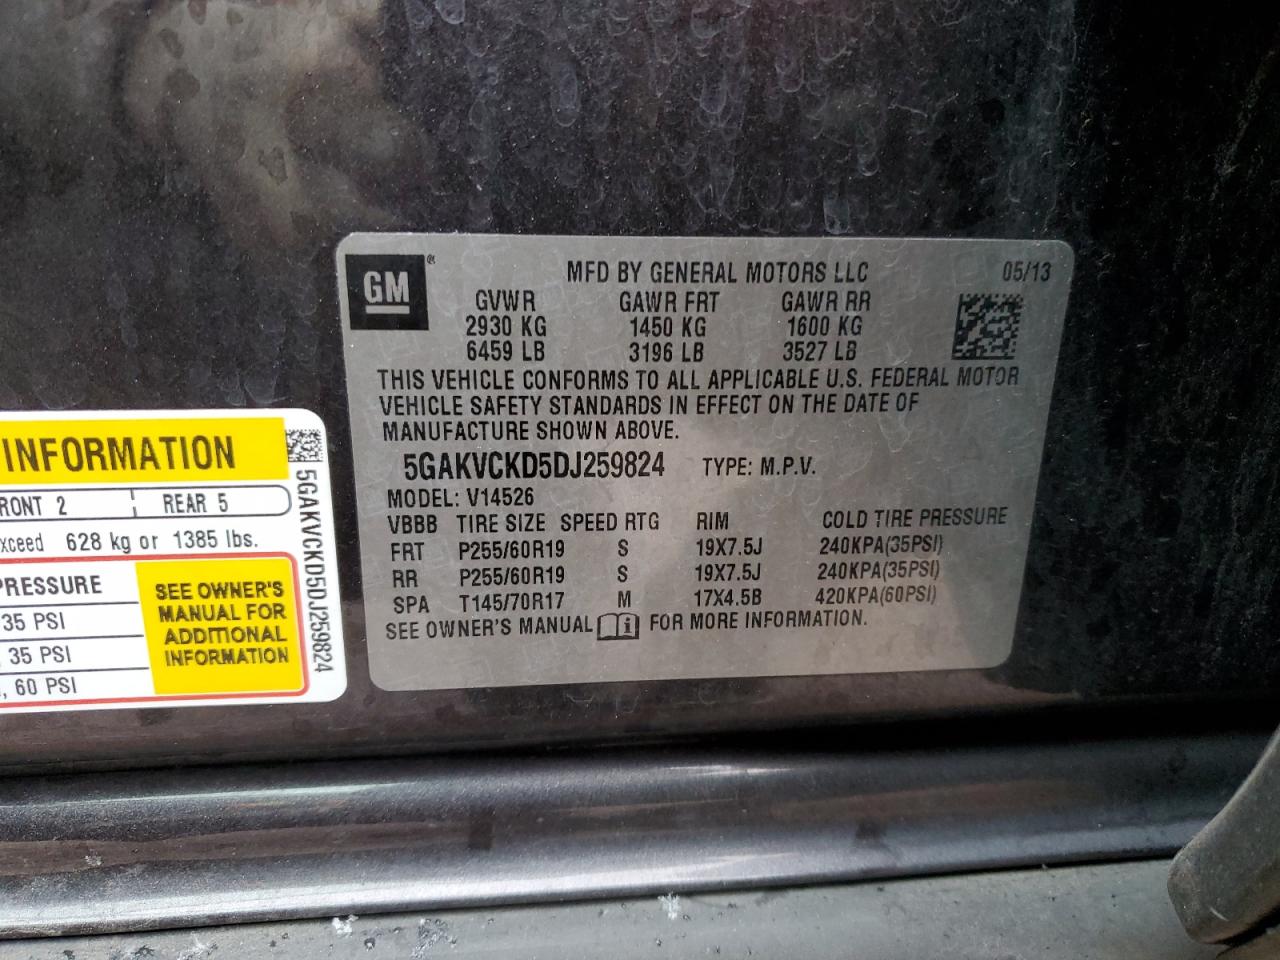 GM ®
MFD BY GENERAL MOTORS LLC 05/13
GVWR GAWR FRT GAWR RR
2930 KG 1450 KG 1600 KG
6459 LB 3196 LB 3527 LB
THIS VEHICLE CONFORMS TO ALL APPLICABLE U.S. FEDERAL MOTOR
VEHICLE SAFETY STANDARDS IN EFFECT ON THE DATE OF
MANUFACTURE SHOWN ABOVE.
5GAKVCKD5DJ259824 TYPE: M.P.V.
MODEL: V14526
VBBB TIRE SIZE SPEED RTG RIM COLD TIRE PRESSURE
FRT P255/60R19 S 19X7.5J 240KPA(35PSI)
RR P255/60R19 S 19X7.5J 240KPA(35PSI)
SPA T145/70R17 M 17X4.5B 420KPA(60PSI)
SEE OWNER'S MANUAL FOR MORE INFORMATION.
INFORMATION
RONT 2 REAR 5
xceed 628 kg or 1385 lbs.
PRESSURE
35 PSI
, 35 PSI
, 60 PSI
SEE OWNER'S
MANUAL FOR
ADDITIONAL
INFORMATION
5GAKVCKD5DJ259824